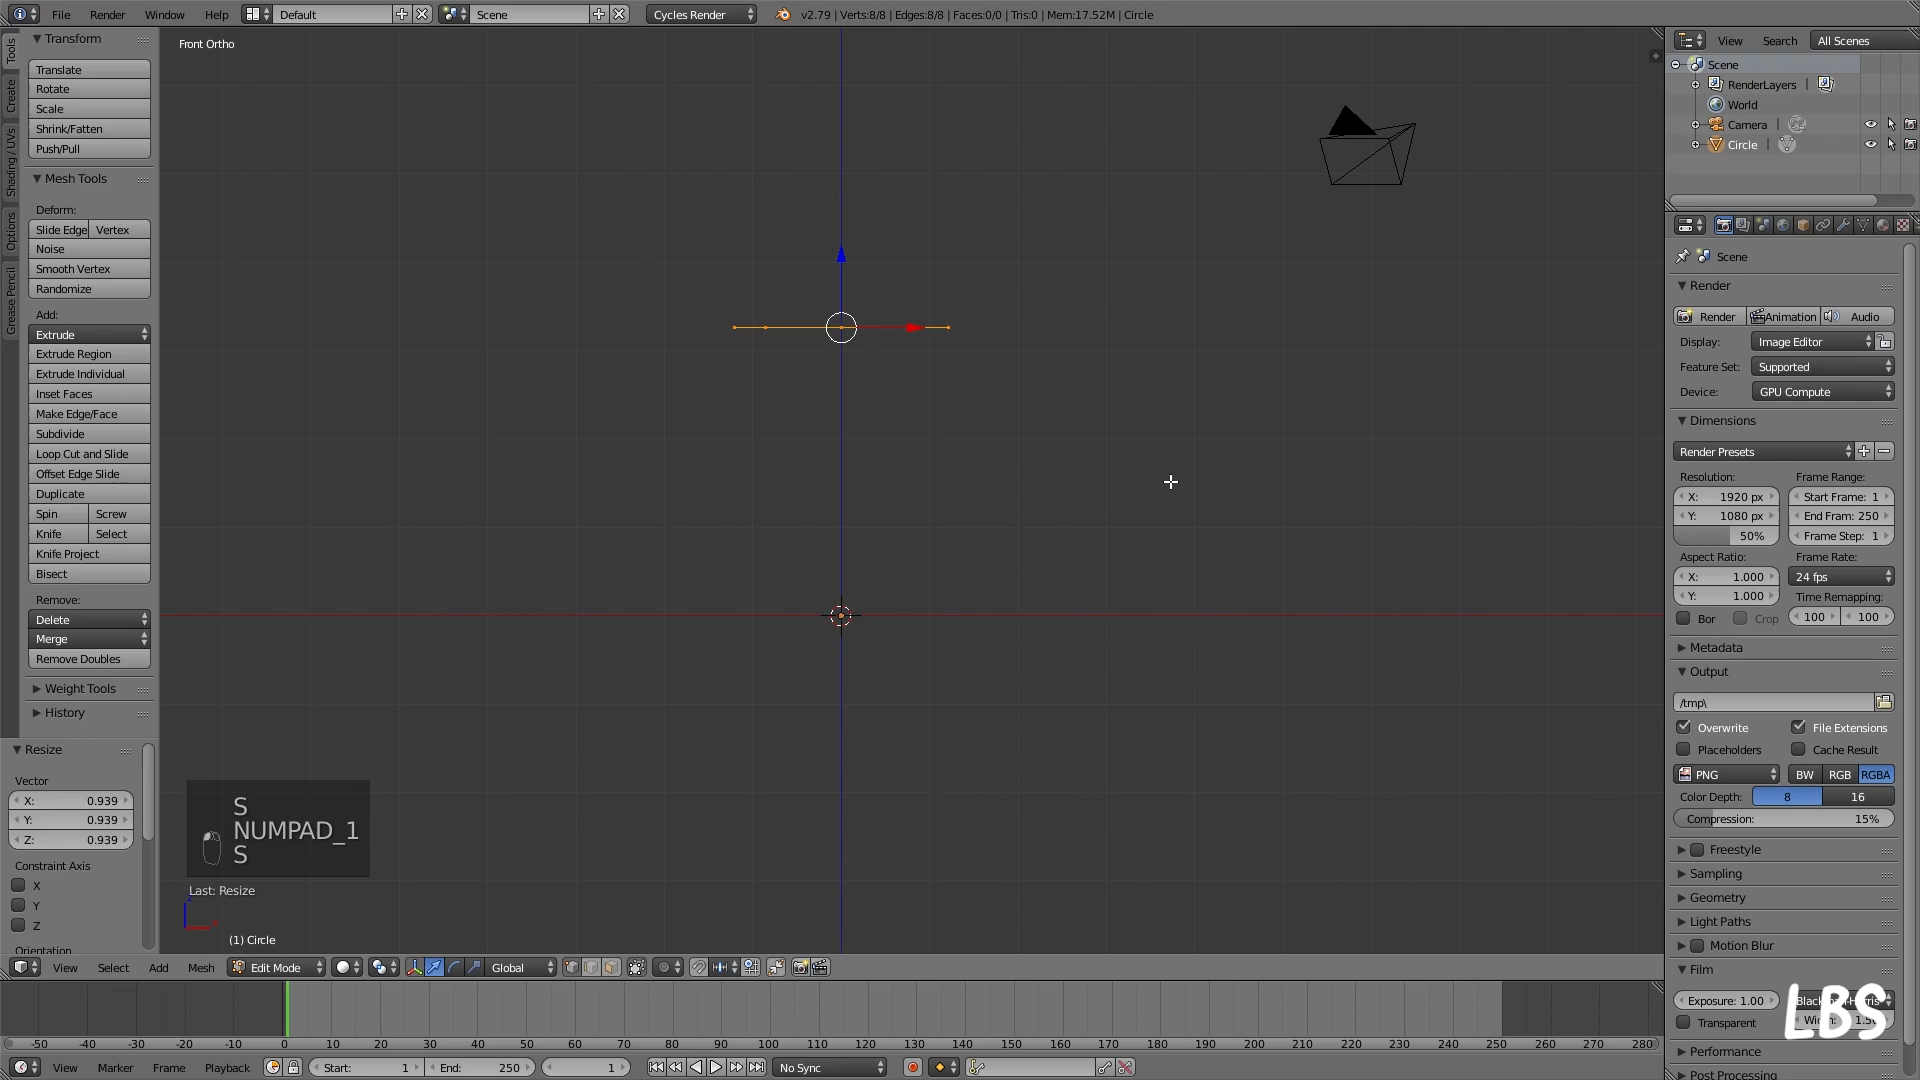 File Render Window Help Default Scene Cycles Render v2.79 | Verts:8/8 | Edges:8/8 | Faces:0/0 | Tris:0 | Mem:17.52M | Circle
Tools
Create
Shading / UVs
Options
Grease Pencil
Transform
Translate
Rotate
Scale
Shrink/Fatten
Push/Pull
Mesh Tools
Deform:
Slide Edge Vertex
Noise
Smooth Vertex
Randomize
Add:
Extrude
Extrude Region
Extrude Individual
Inset Faces
Make Edge/Face
Subdivide
Loop Cut and Slide
Offset Edge Slide
Duplicate
Spin Screw
Knife Select
Knife Project
Bisect
Remove:
Delete
Merge
Remove Doubles
Weight Tools
History
Resize
Vector
X: 0.939
Y: 0.939
Z: 0.939
Constraint Axis
X
Y
Z
Orientation
Front Ortho
S
NUMPAD_1
S
Last: Resize
(1) Circle
View Select Add Mesh Edit Mode Global
-50 -40 -30 -20 -10 0 10 20 30 40 50 60 70 80 90 100 110 120 130 140 150 160 170 180 190 200 210 220 230 240 250 260 270 280
View Marker Frame Playback Start: 1 End: 250 1 No Sync
View Search All Scenes
Scene
RenderLayers
World
Camera
Circle
Scene
Render
Render Animation Audio
Display: Image Editor
Feature Set: Supported
Device: GPU Compute
Dimensions
Render Presets
Resolution: Frame Range:
X: 1920 px Start Frame: 1
Y: 1080 px End Fram: 250
50% Frame Step: 1
Aspect Ratio: Frame Rate:
X: 1.000 24 fps
Y: 1.000 Time Remapping:
Bor Crop 100 100
Metadata
Output
/tmp\
Overwrite File Extensions
Placeholders Cache Result
PNG BW RGB RGBA
Color Depth: 8 16
Compression: 15%
Freestyle
Sampling
Geometry
Light Paths
Motion Blur
Film
Exposure: 1.00
Transparent
LBS
Performance
Post Processing